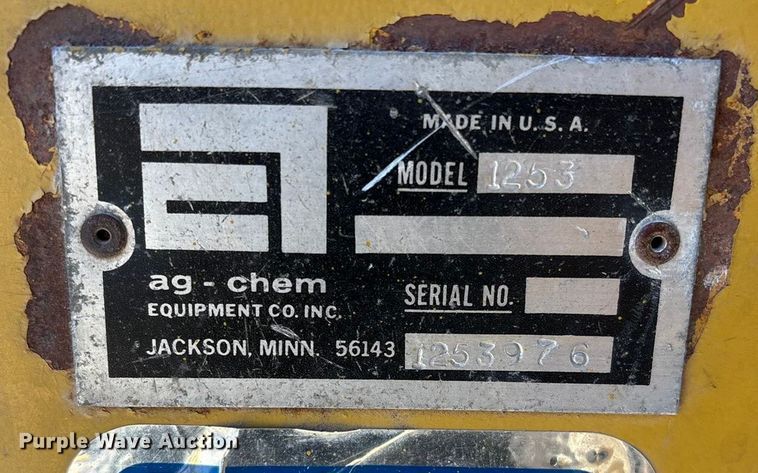 MADE IN U. S. A.
MODEL 1253
ag - chem
EQUIPMENT CO. INC.
SERIAL NO.
JACKSON, MINN. 56143
1253976
Purple Wave Auction